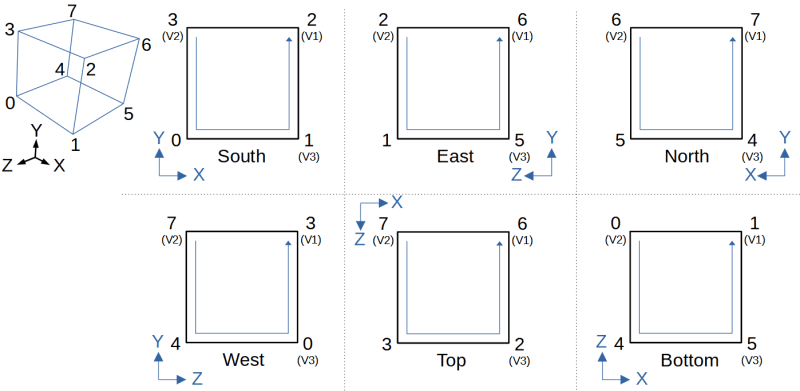 7
3
6
4
2
0
5
1
Y
Z
X
3
2
(V2)
(V1)
0
1
(V3)
South
Y
X
2
6
(V2)
(V1)
1
5
(V3)
East
Y
Z
6
7
(V2)
(V1)
5
4
(V3)
North
Y
X
7
3
(V2)
(V1)
4
0
(V3)
West
Y
Z
X
Z
7
6
(V2)
(V1)
3
2
(V3)
Top
0
1
(V2)
(V1)
4
5
(V3)
Bottom
Z
X